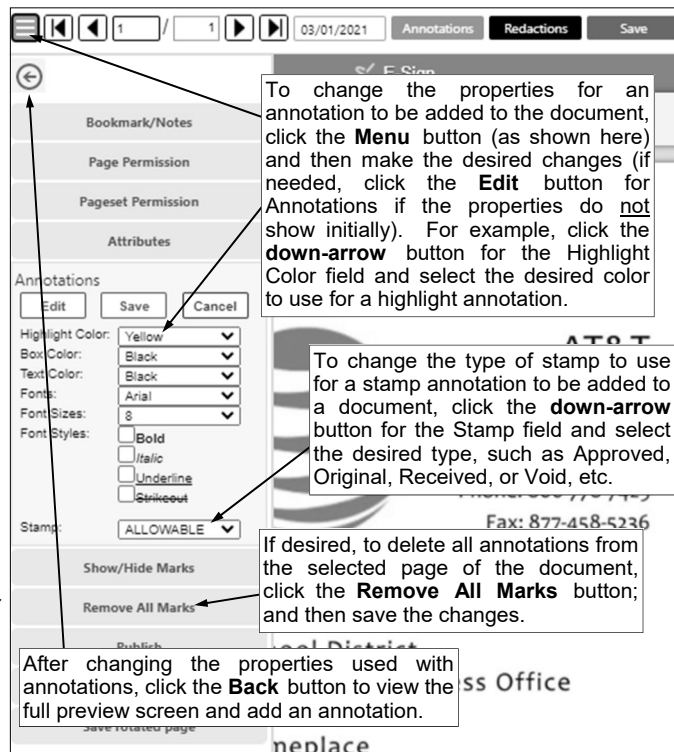 1 / 1 03/01/2021 Annotations Redactions Save
E-Sign
To change the properties for an
annotation to be added to the document,
click the Menu button (as shown here)
and then make the desired changes (if
needed, click the Edit button for
Annotations if the properties do not
show initially). For example, click the
down-arrow button for the Highlight
Color field and select the desired color
to use for a highlight annotation.
Bookmark/Notes
Page Permission
Pageset Permission
Attributes
Annotations
Edit Save Cancel
Highlight Color: Yellow
Box Color: Black
Text Color: Black
Fonts: Arial
Font Sizes: 8
Font Styles: Bold
Italic
Underline
Strikeout
Stamp: ALLOWABLE
AT&T
To change the type of stamp to use
for a stamp annotation to be added to
a document, click the down-arrow
button for the Stamp field and select
the desired type, such as Approved,
Original, Received, or Void, etc.
Fax: 877-458-5236
If desired, to delete all annotations from
the selected page of the document,
click the Remove All Marks button;
and then save the changes.
Show/Hide Marks
Remove All Marks
Publish
District
After changing the properties used with
annotations, click the Back button to view the
full preview screen and add an annotation.
ss Office
Save rotated page
neplace